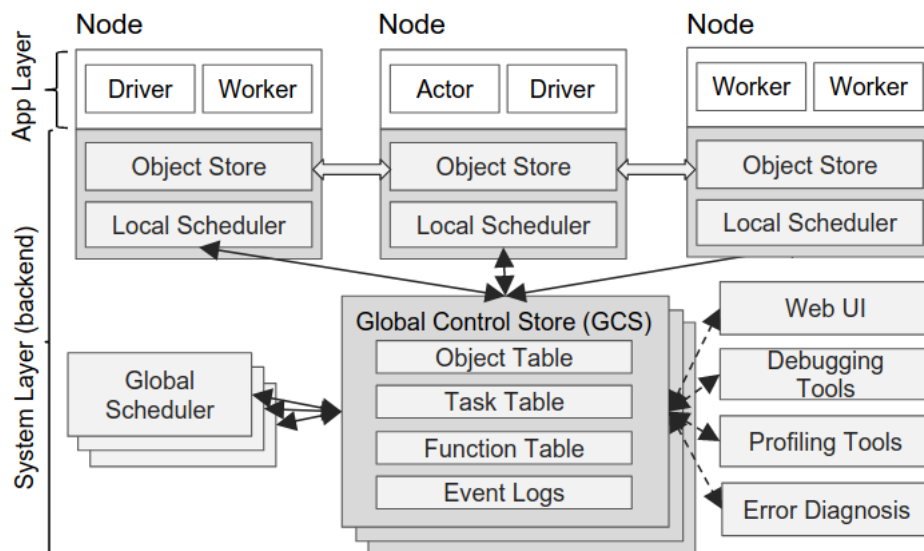 Node
Node
Node
App Layer
Driver
Worker
Actor
Driver
Worker
Worker
System Layer (backend)
Object Store
Object Store
Object Store
Local Scheduler
Local Scheduler
Local Scheduler
Global Control Store (GCS)
Object Table
Task Table
Function Table
Event Logs
Global
Scheduler
Web UI
Debugging
Tools
Profiling Tools
Error Diagnosis